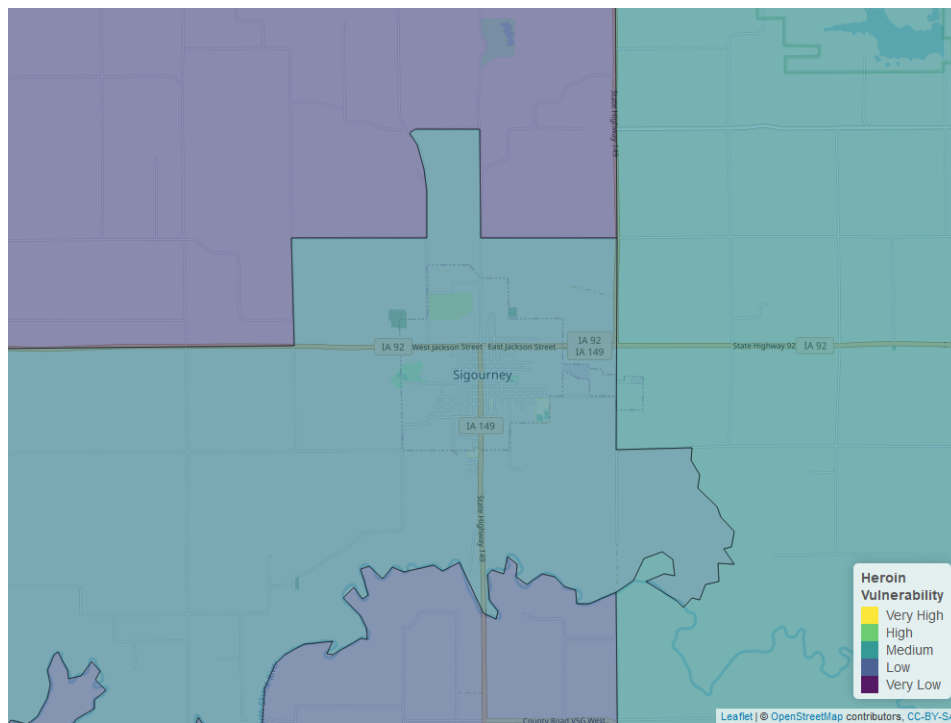 State Highway 149
IA 92
West Jackson Street
East Jackson Street
IA 92
IA 149
State Highway 92
IA 92
Sigourney
IA 149
State Highway 149
County Road V5G West
Heroin
Vulnerability
Very High
High
Medium
Low
Very Low
Leaflet | © OpenStreetMap contributors, CC-BY-S